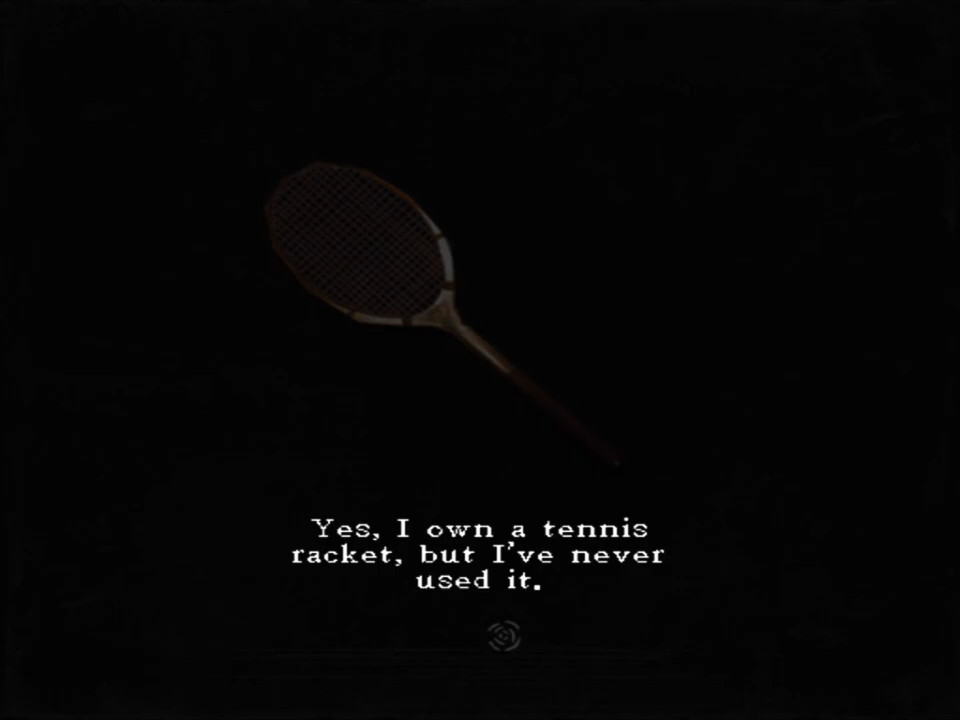 Yes, I own a tennis
racket, but I've never
used it.